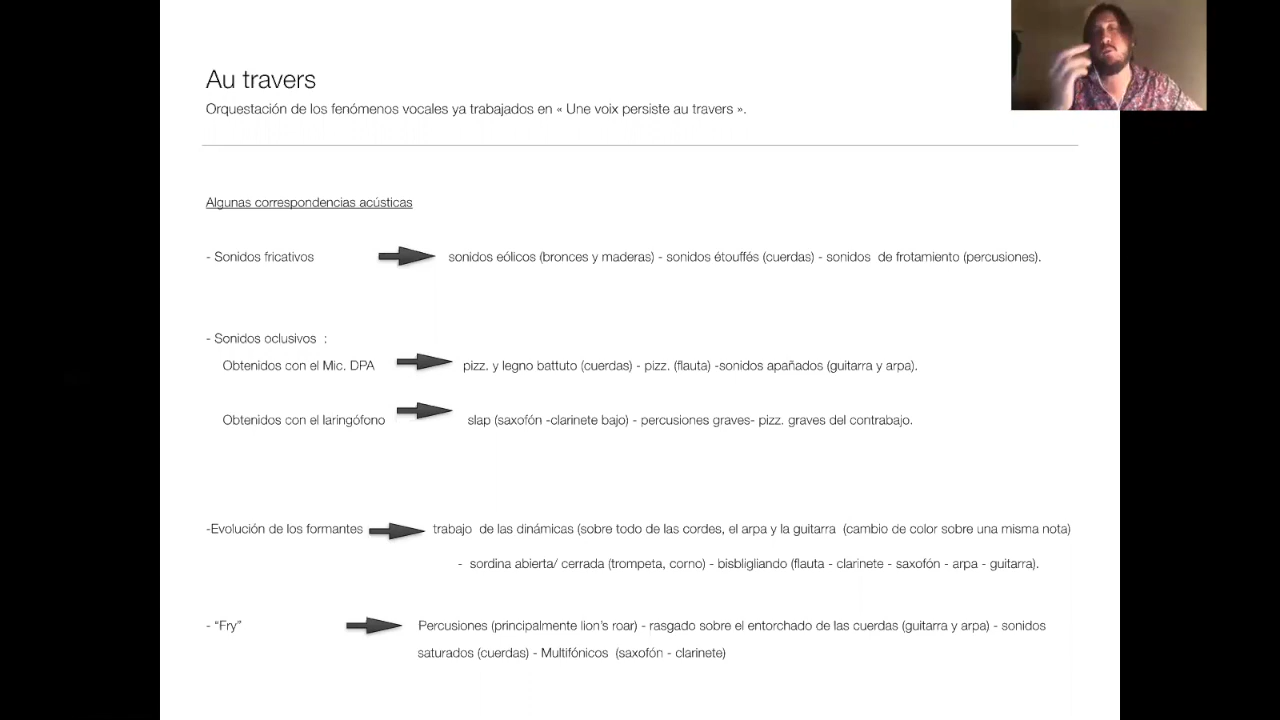 Au travers
Orquestación de los fenómenos vocales ya trabajados en « Une voix persiste au travers ».
Algunas correspondencias acústicas
- Sonidos fricativos sonidos eólicos (bronces y maderas) - sonidos étouffés (cuerdas) - sonidos de frotamiento (percusiones).
- Sonidos oclusivos :
Obtenidos con el Mic. DPA pizz. y legno battuto (cuerdas) - pizz. (flauta) -sonidos apañados (guitarra y arpa).
Obtenidos con el laringófono slap (saxofón -clarinete bajo) - percusiones graves- pizz. graves del contrabajo.
-Evolución de los formantes trabajo de las dinámicas (sobre todo de las cordes, el arpa y la guitarra (cambio de color sobre una misma nota)
- sordina abierta/ cerrada (trompeta, corno) - bisbligliando (flauta - clarinete - saxofón - arpa - guitarra).
- “Fry” Percusiones (principalmente lion’s roar) - rasgado sobre el entorchado de las cuerdas (guitarra y arpa) - sonidos
saturados (cuerdas) - Multifónicos (saxofón - clarinete)